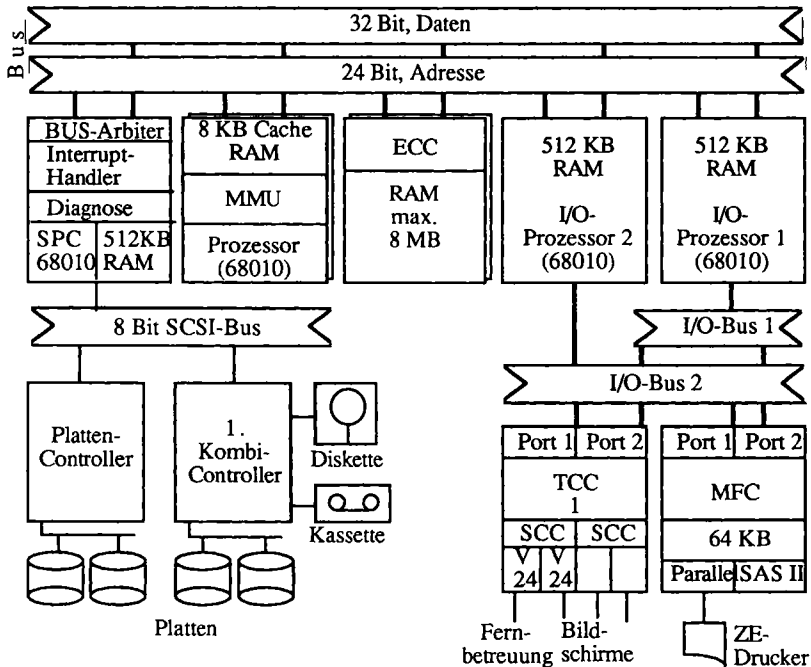 32 Bit, Daten
Bus
24 Bit, Adresse
BUS-Arbiter
Interrupt-
Handler
Diagnose
SPC
68010
512KB
RAM
8 KB Cache
RAM
MMU
Prozessor
(68010)
ECC
RAM
max.
8 MB
512 KB
RAM
I/O-
Prozessor 2
(68010)
512 KB
RAM
I/O-
Prozessor 1
(68010)
8 Bit SCSI-Bus
I/O-Bus 1
I/O-Bus 2
Platten-
Controller
1.
Kombi-
Controller
Diskette
Kassette
Platten
Port 1
Port 2
TCC
1
SCC
SCC
V
24
V
24
Fern-
betreuung
Bild-
schirme
Port 1
Port 2
MFC
64 KB
Paralle
SAS II
ZE-
Drucker